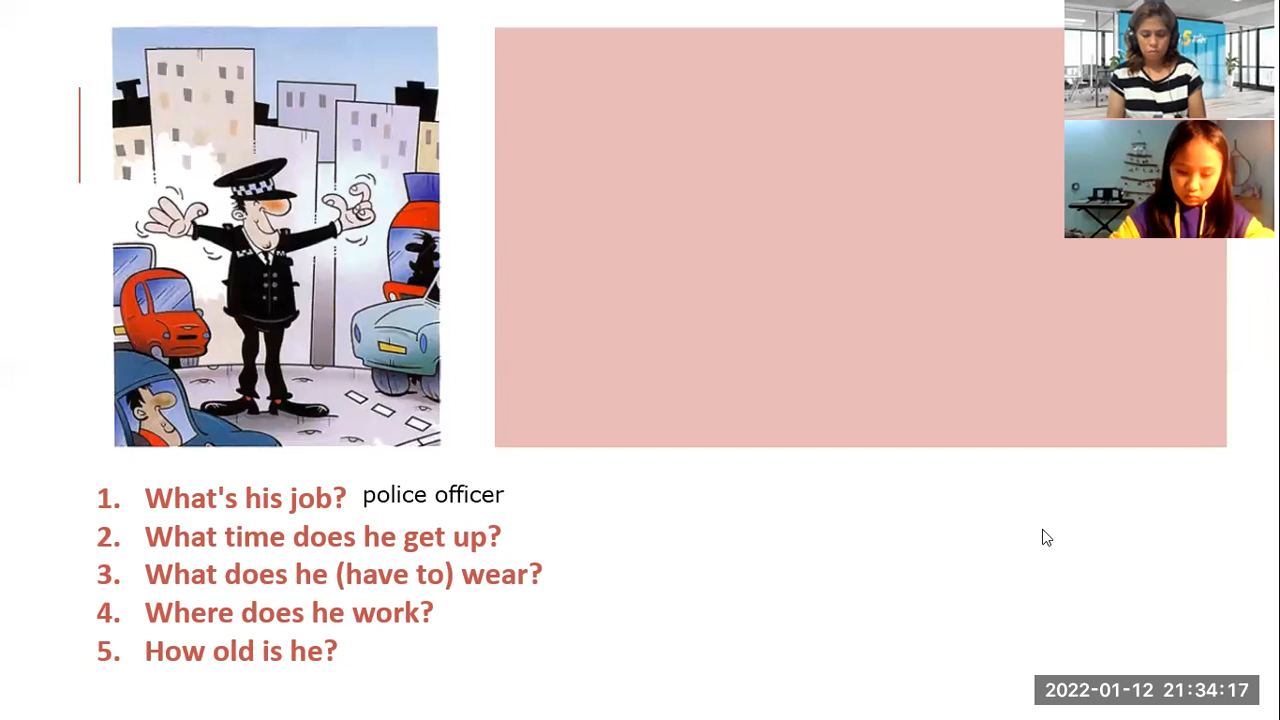 1. What's his job? police officer
2. What time does he get up?
3. What does he (have to) wear?
4. Where does he work?
5. How old is he?
2022-01-12 21:34:17